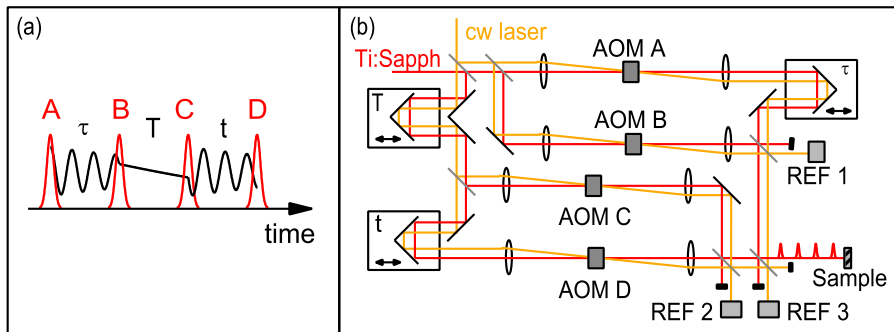 (a)
A B C D
τ T t
time
(b)
cw laser
Ti:Sapph
AOM A
τ
T
AOM B
REF 1
AOM C
t
AOM D
Sample
REF 2 REF 3